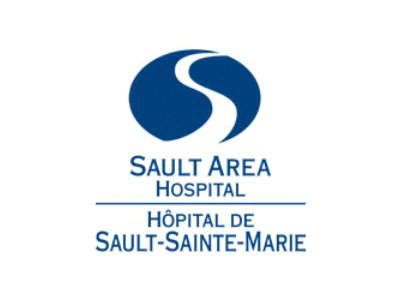 SAULT AREA
HOSPITAL
HÔPITAL DE
SAULT-SAINTE-MARIE